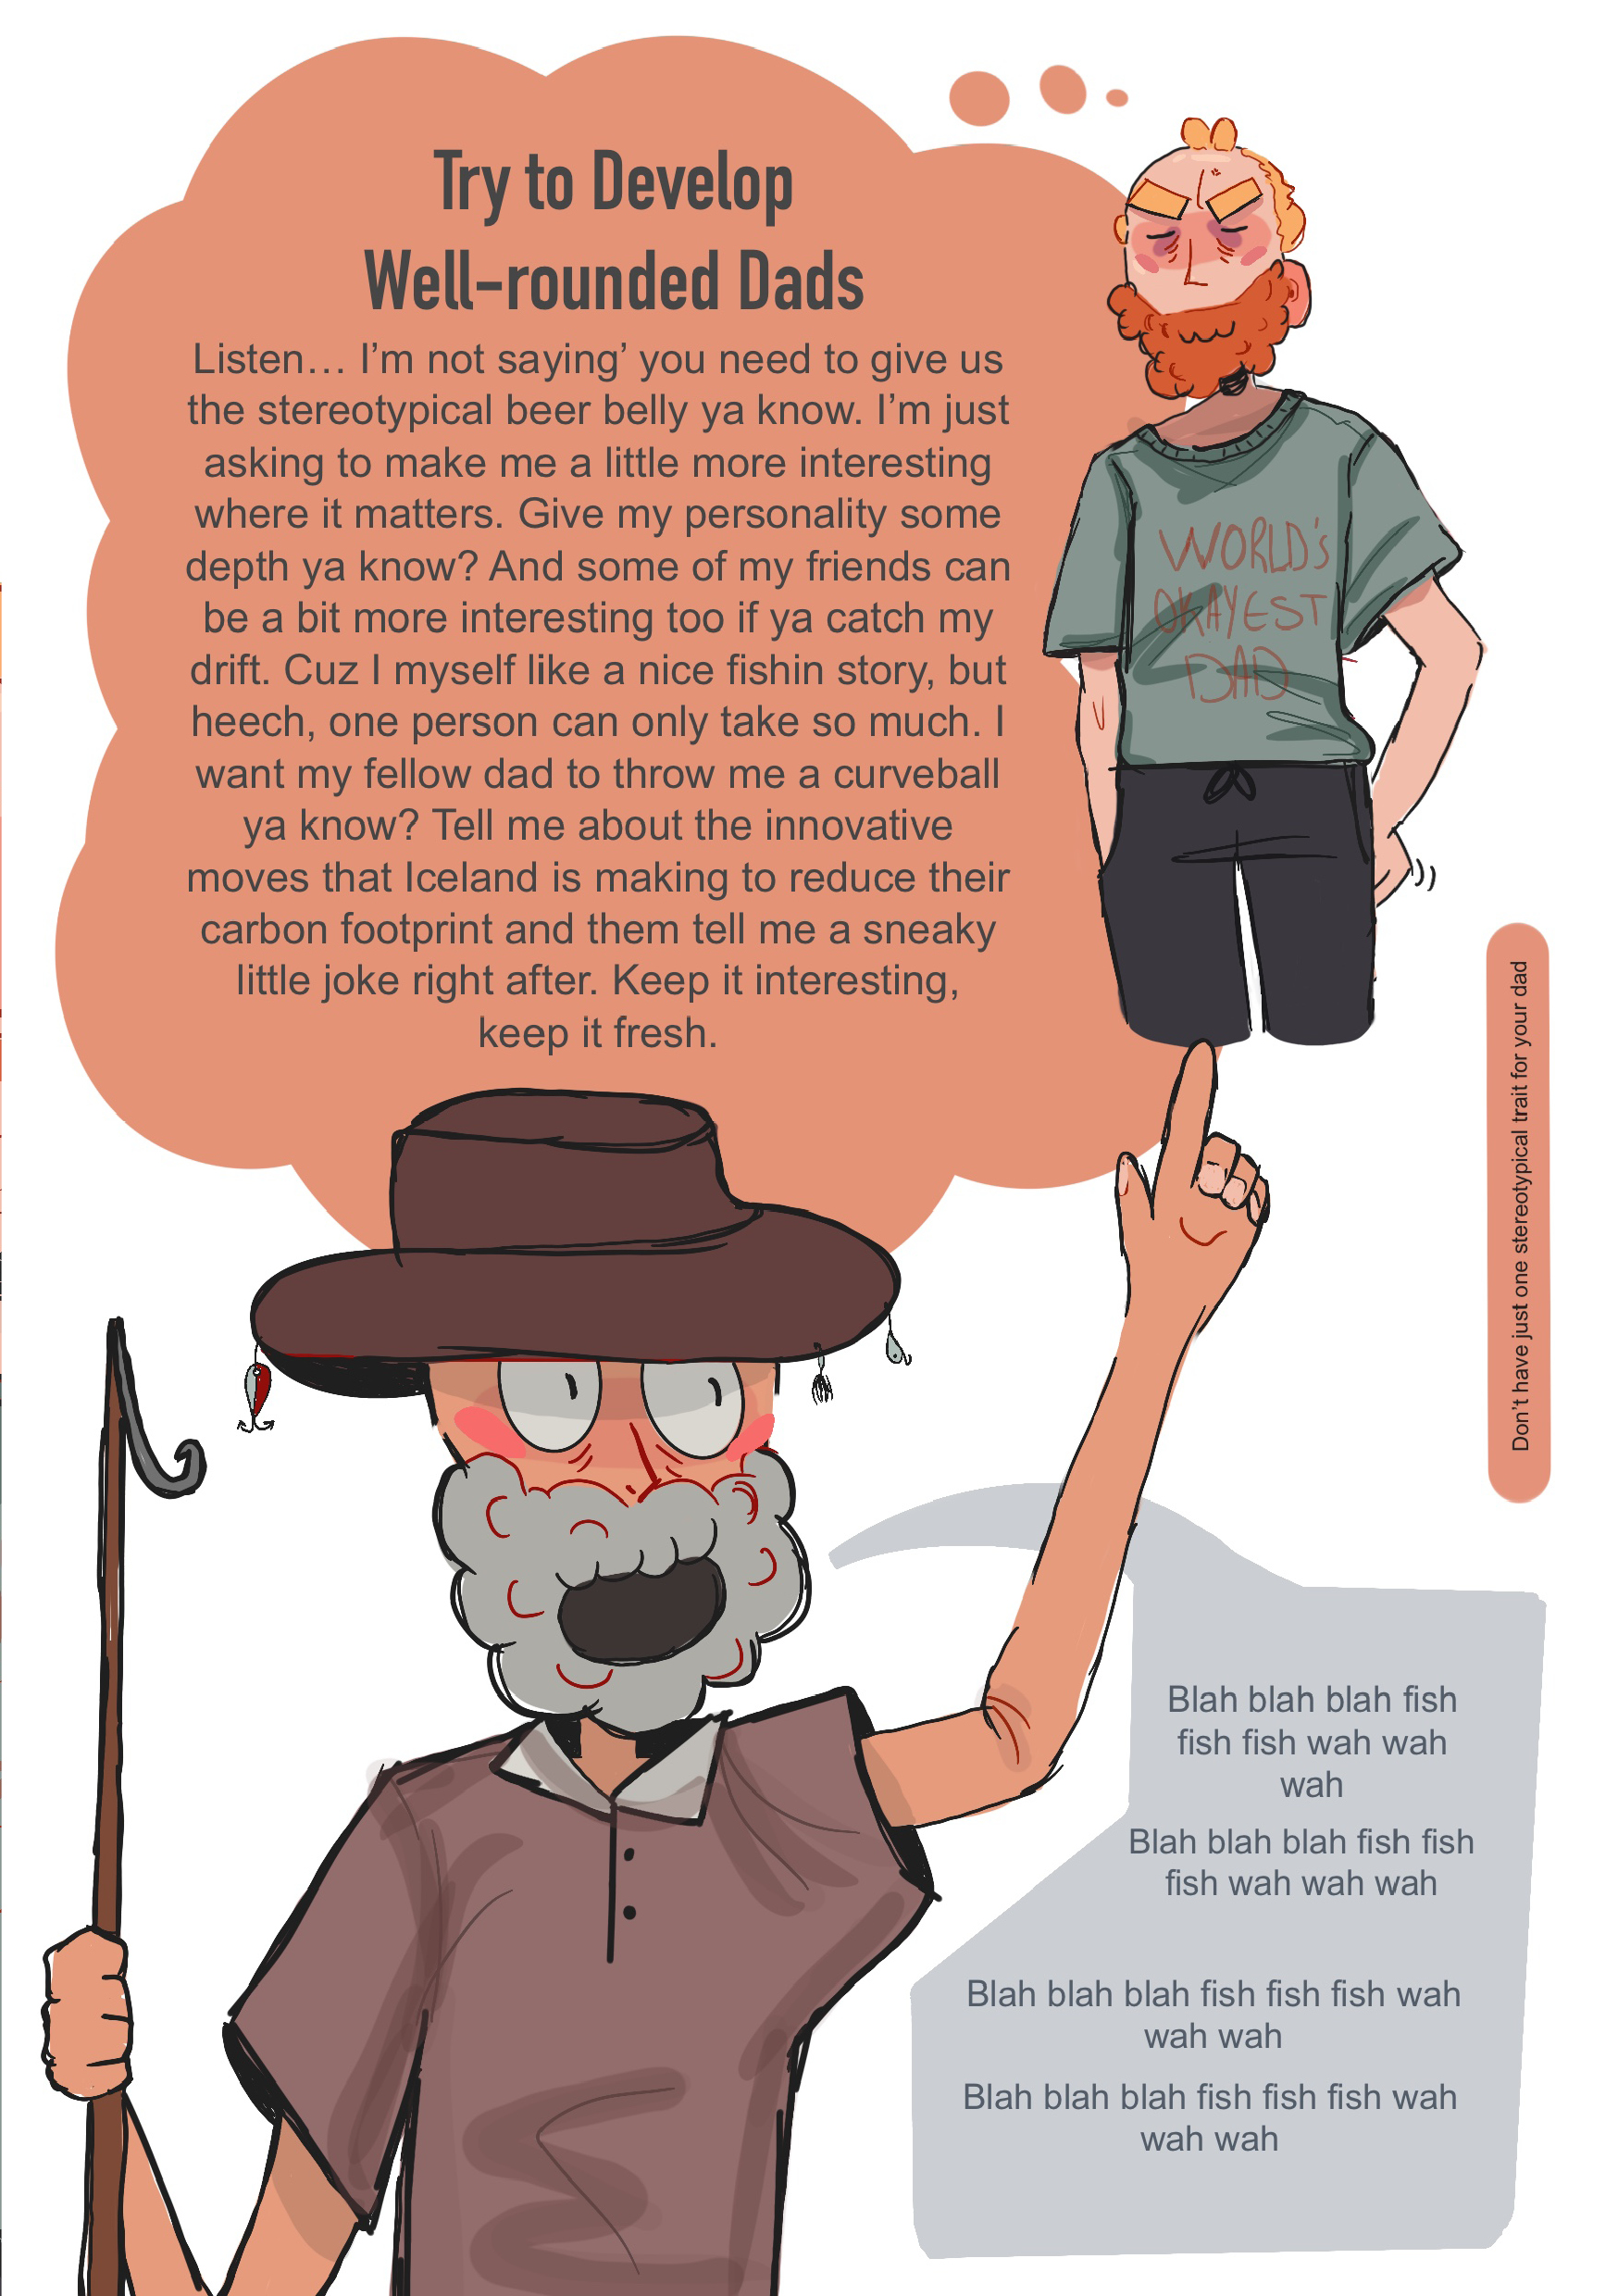 Try to Develop
Well-rounded Dads
Listen… I’m not saying’ you need to give us
the stereotypical beer belly ya know. I’m just
asking to make me a little more interesting
where it matters. Give my personality some
depth ya know? And some of my friends can
be a bit more interesting too if ya catch my
drift. Cuz I myself like a nice fishin story, but
heech, one person can only take so much. I
want my fellow dad to throw me a curveball
ya know? Tell me about the innovative
moves that Iceland is making to reduce their
carbon footprint and them tell me a sneaky
little joke right after. Keep it interesting,
keep it fresh.
WORLD'S
OKAYEST
DAD
Don’t have just one stereotypical trait for your dad
Blah blah blah fish
fish fish wah wah
wah
Blah blah blah fish fish
fish wah wah wah
Blah blah blah fish fish fish wah
wah wah
Blah blah blah fish fish fish wah
wah wah